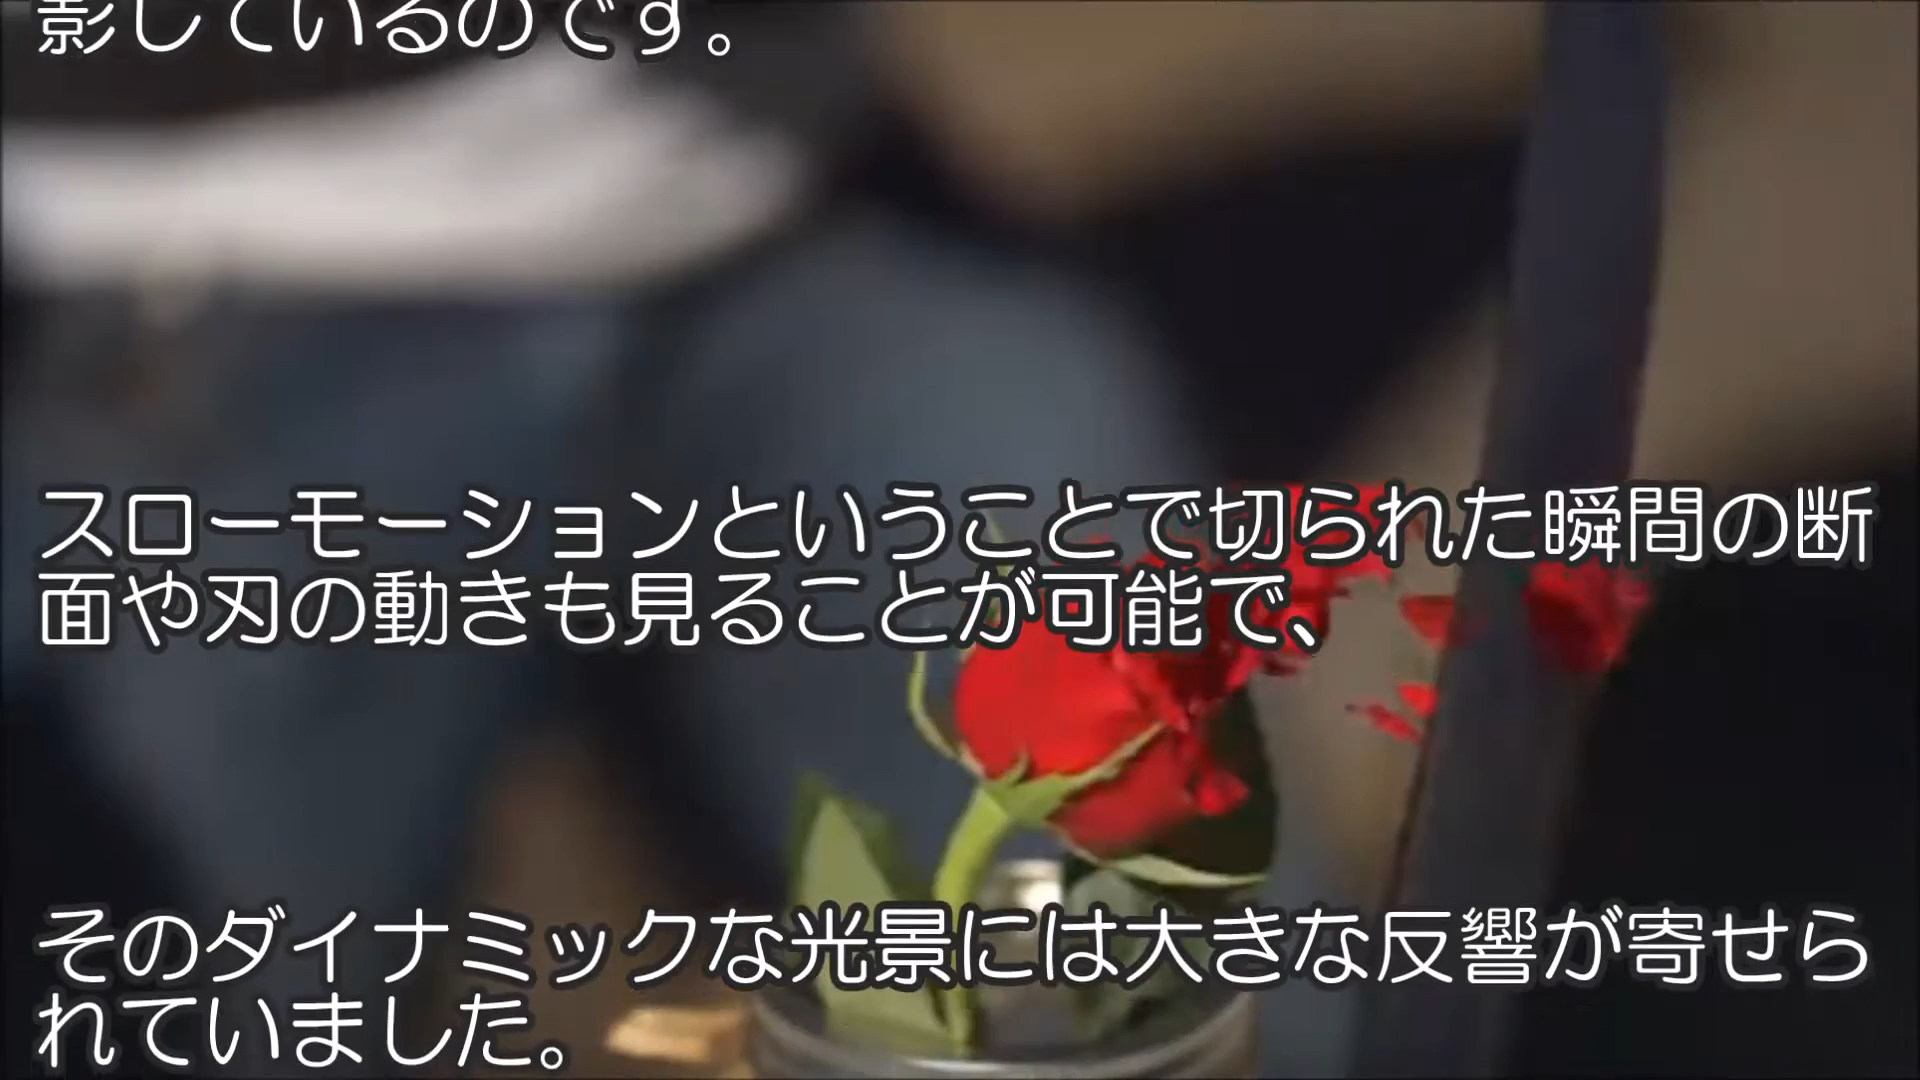 影しているのです。
スローモーションということで切られた瞬間の断
面や刃の動きも見ることが可能で、
そのダイナミックな光景には大きな反響が寄せら
れていました。